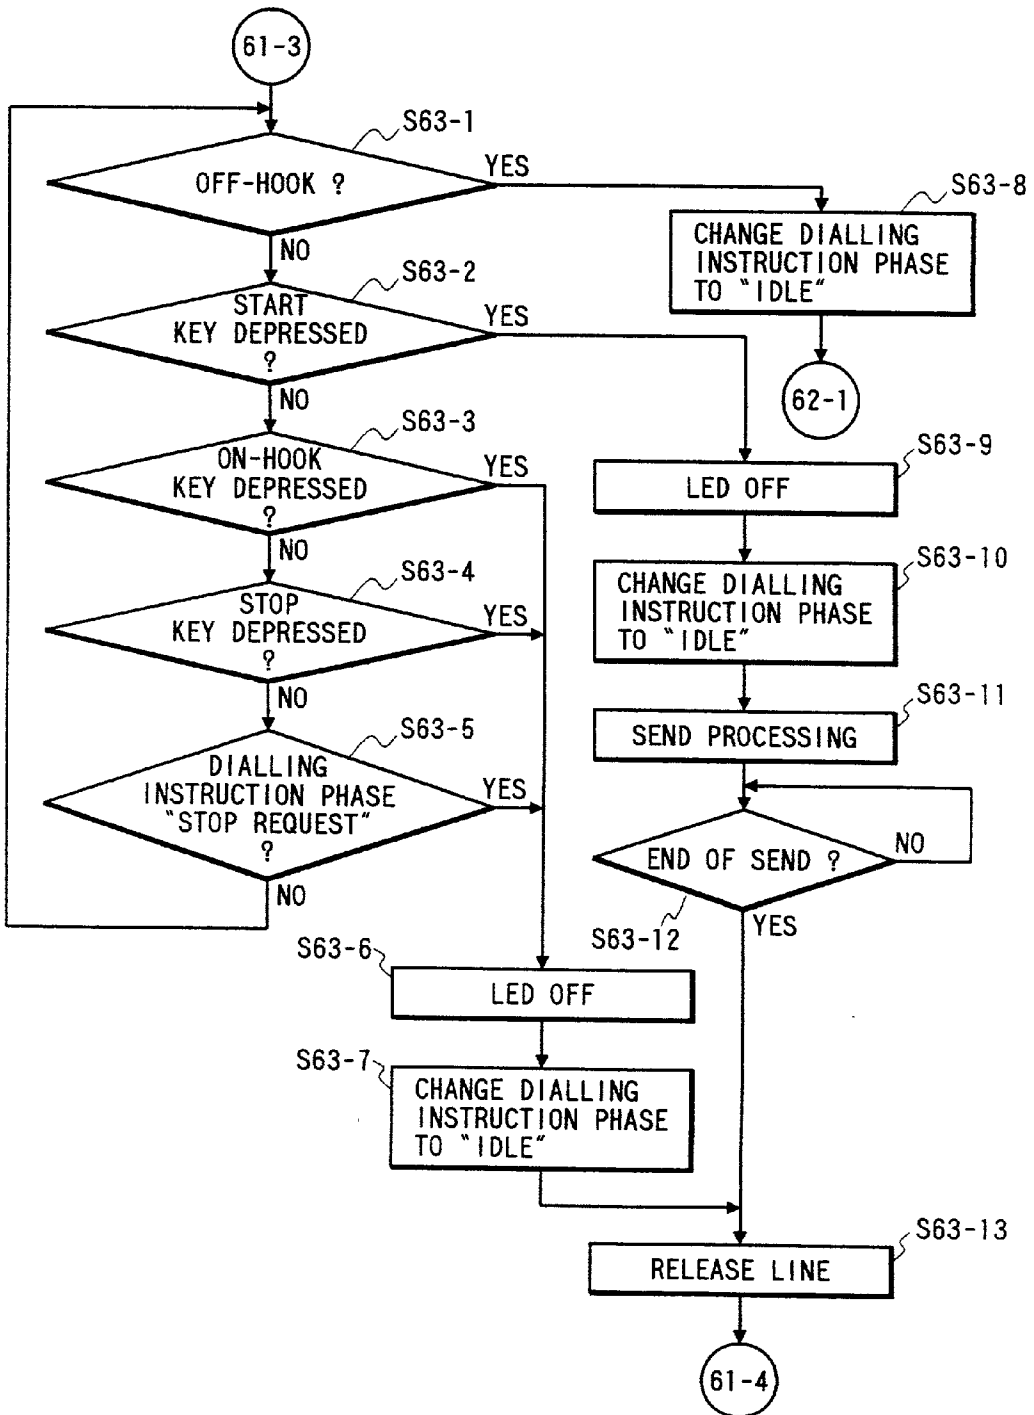 61-3
S63-1
OFF-HOOK ?
YES
NO
S63-8
CHANGE DIALLING
INSTRUCTION PHASE
TO "IDLE"
62-1
S63-2
START
KEY DEPRESSED
?
YES
NO
S63-3
ON-HOOK
KEY DEPRESSED
?
YES
NO
S63-4
STOP
KEY DEPRESSED
?
YES
NO
S63-5
DIALLING
INSTRUCTION PHASE
"STOP REQUEST"
?
YES
NO
S63-9
LED OFF
S63-10
CHANGE DIALLING
INSTRUCTION PHASE
TO "IDLE"
S63-11
SEND PROCESSING
END OF SEND ?
NO
S63-12
YES
S63-6
LED OFF
S63-7
CHANGE DIALLING
INSTRUCTION PHASE
TO "IDLE"
S63-13
RELEASE LINE
61-4